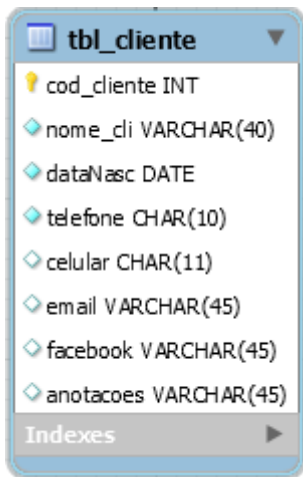 tbl_cliente
cod_cliente INT
nome_cli VARCHAR(40)
dataNasc DATE
telefone CHAR(10)
celular CHAR(11)
email VARCHAR(45)
facebook VARCHAR(45)
anotacoes VARCHAR(45)
Indexes